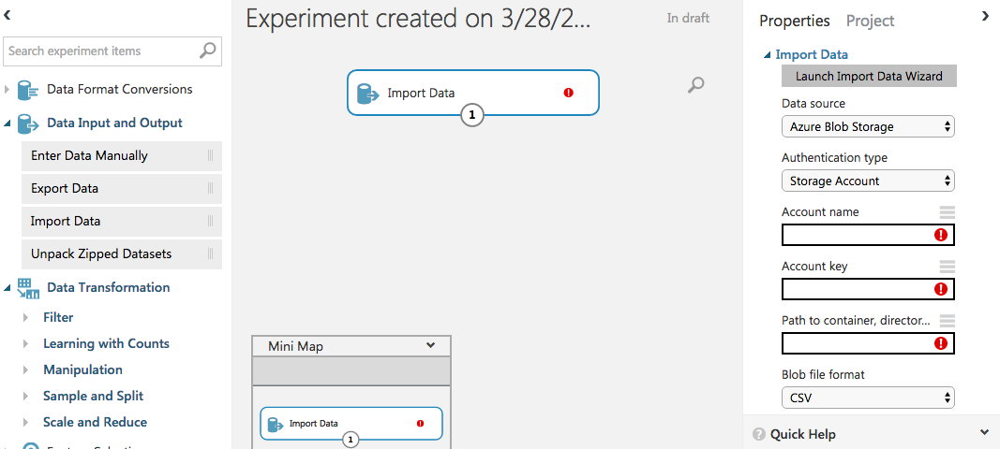 Search experiment items
Data Format Conversions
Data Input and Output
Enter Data Manually
Export Data
Import Data
Unpack Zipped Datasets
Data Transformation
Filter
Learning with Counts
Manipulation
Sample and Split
Scale and Reduce
Experiment created on 3/28/2...
In draft
Import Data
1
Mini Map
Import Data
1
Properties Project
Import Data
Launch Import Data Wizard
Data source
Azure Blob Storage
Authentication type
Storage Account
Account name
Account key
Path to container, director...
Blob file format
CSV
Quick Help